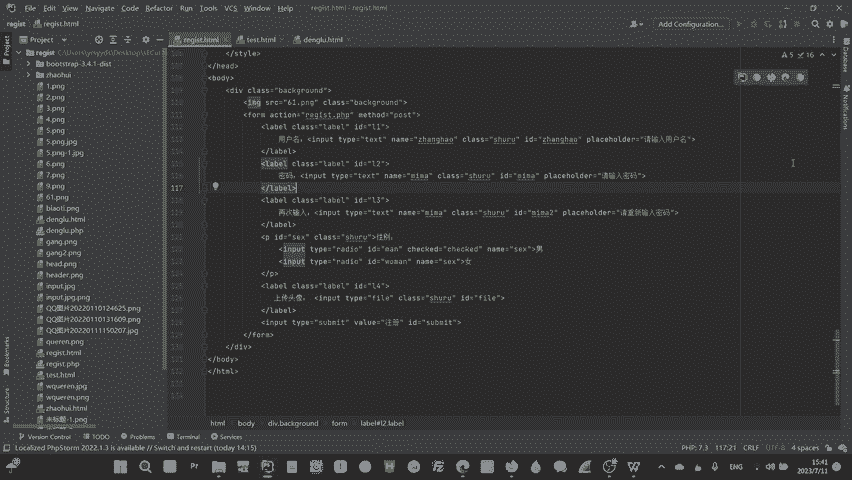 File Edit View Navigate Code Refactor Run Tools VCS Window Help regist.html - regist.html
regist regist.html
Add Configuration...
Project
regist.html test.html denglu.html
regist
bootstrap-3.4.1-dist
zhaohui
1.png
2.png
3.png
4.png
5.png
5.png.jpg
5.png-1.jpg
6.png
7.png
9.png
61.png
biaoti.png
denglu.html
denglu.php
gang.png
gang2.png
head.png
header.png
input.jpg
input.jpg.png
QQ图片20220110124625.png
QQ图片20220110131609.png
QQ图片20220111150207.jpg
queren.png
regist.html
regist.php
test.html
wqueren.jpg
wqueren.png
zhaohui.html
未标题-1.png
</style>
</head>
<body>
<div class="background">
<img src="61.png" class="background">
<form action="regist.php" method="post">
<label class="label" id="l1">
用户名：<input type="text" name="zhanghao" class="shuru" id="zhanghao" placeholder="请输入用户名">
</label>
<label class="label" id="l2">
密码：<input type="text" name="mima" class="shuru" id="mima" placeholder="请输入密码">
117 </label>
<label class="label" id="l3">
再次输入：<input type="text" name="mima" class="shuru" id="mima2" placeholder="请重新输入密码">
</label>
<p id="sex" class="shuru">性别：
<input type="radio" id="man" checked="checked" name="sex">男
<input type="radio" id="woman" name="sex">女
</p>
<label class="label" id="l4">
上传头像： <input type="file" class="shuru" id="file">
</label>
<input type="submit" value="注册" id="submit">
</form>
</div>
</body>
</html>
5 16
Project
Bookmarks
Structure
Database
Notifications
html body div.background form label#l2.label
Version Control TODO Problems Terminal Services
Localized PhpStorm 2022.1.3 is available // Switch and restart (today 14:15)
PHP: 7.3 117:21 CRLF UTF-8 4 spaces
ENG
15:41
2023/7/11